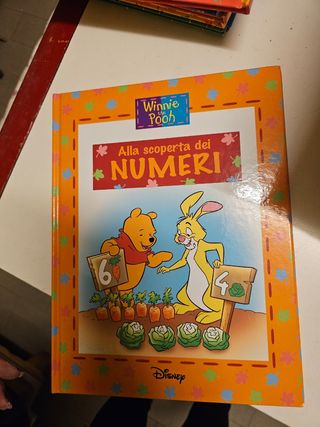 Winnie
the
Pooh
Alla scoperta dei
NUMERI
6
4
Disney